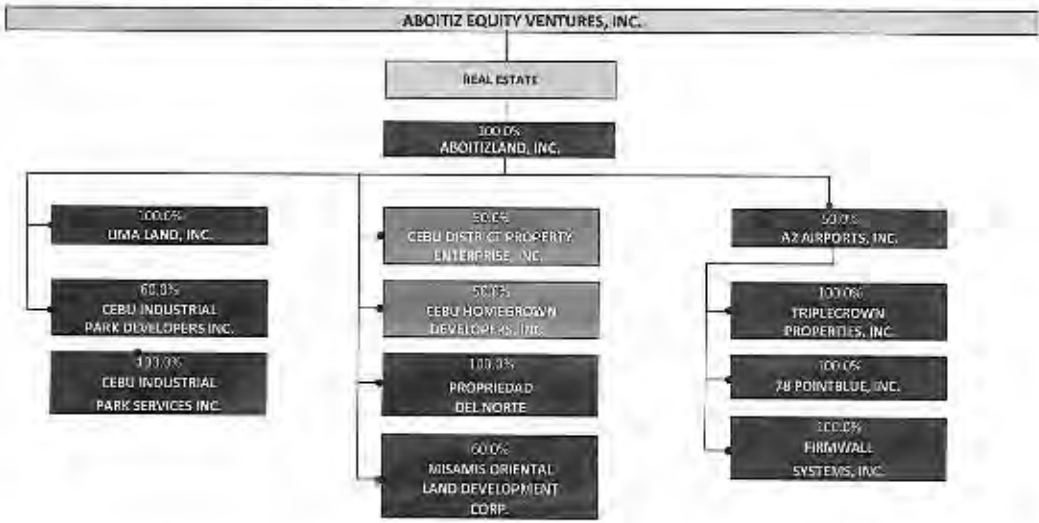 ABOITIZ EQUITY VENTURES, INC.
REAL ESTATE
100.0%
ABOITIZLAND, INC.
100.0%
LIMA LAND, INC.
60.0%
CEBU INDUSTRIAL
PARK DEVELOPERS INC.
100.0%
CEBU INDUSTRIAL
PARK SERVICES INC.
50.0%
CEBU DISTRICT PROPERTY
ENTERPRISE, INC.
50.0%
CEBU HOMEGROWN
DEVELOPERS, INC.
100.0%
PROPRIEDAD
DEL NORTE
60.0%
MISAMIS ORIENTAL
LAND DEVELOPMENT
CORP.
50.0%
A2 AIRPORTS, INC.
100.0%
TRIPLECROWN
PROPERTIES, INC.
100.0%
78 POINTBLUE, INC.
100.0%
FIRMWALL
SYSTEMS, INC.